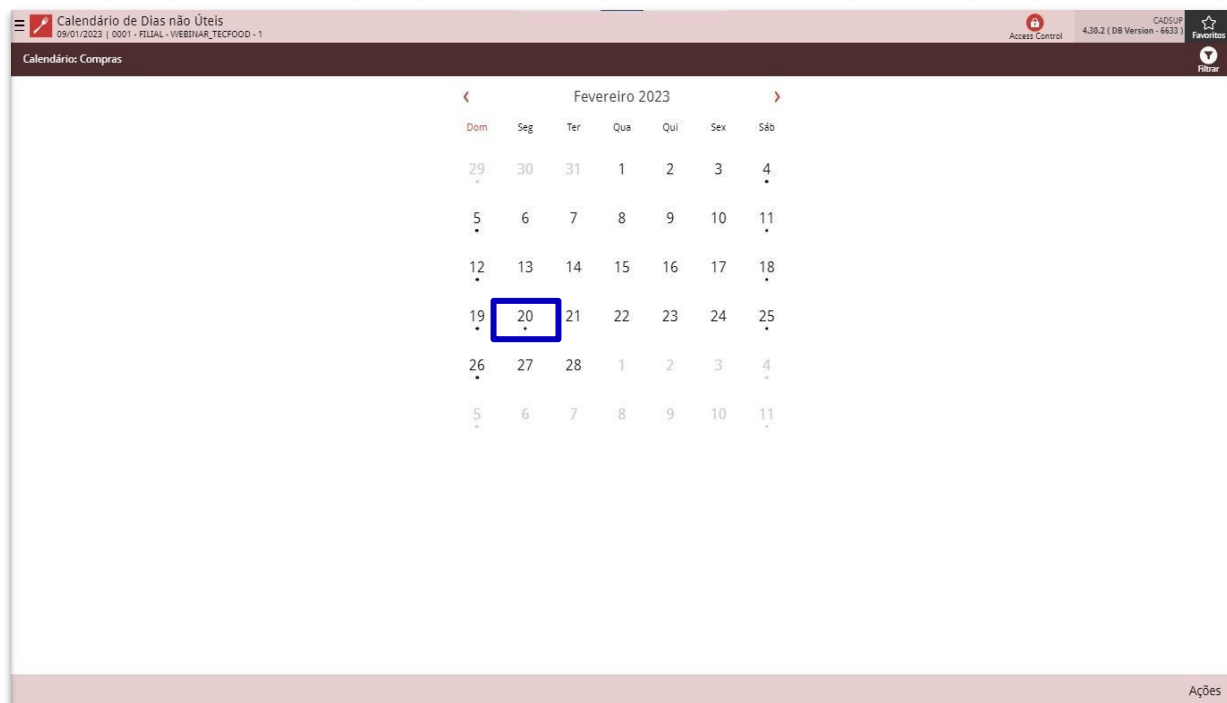 Calendário de Dias não Úteis
09/01/2023 | 0001 - FILIAL - WEBINAR_TECFOOD - 1
Access Control
CADSUP
4.30.2 ( DB Version - 6633 )
Favoritos
Calendário: Compras
Filtrar
Fevereiro 2023
Dom Seg Ter Qua Qui Sex Sáb
29 30 31 1 2 3 4
5 6 7 8 9 10 11
12 13 14 15 16 17 18
19 20 21 22 23 24 25
26 27 28 1 2 3 4
5 6 7 8 9 10 11
Ações